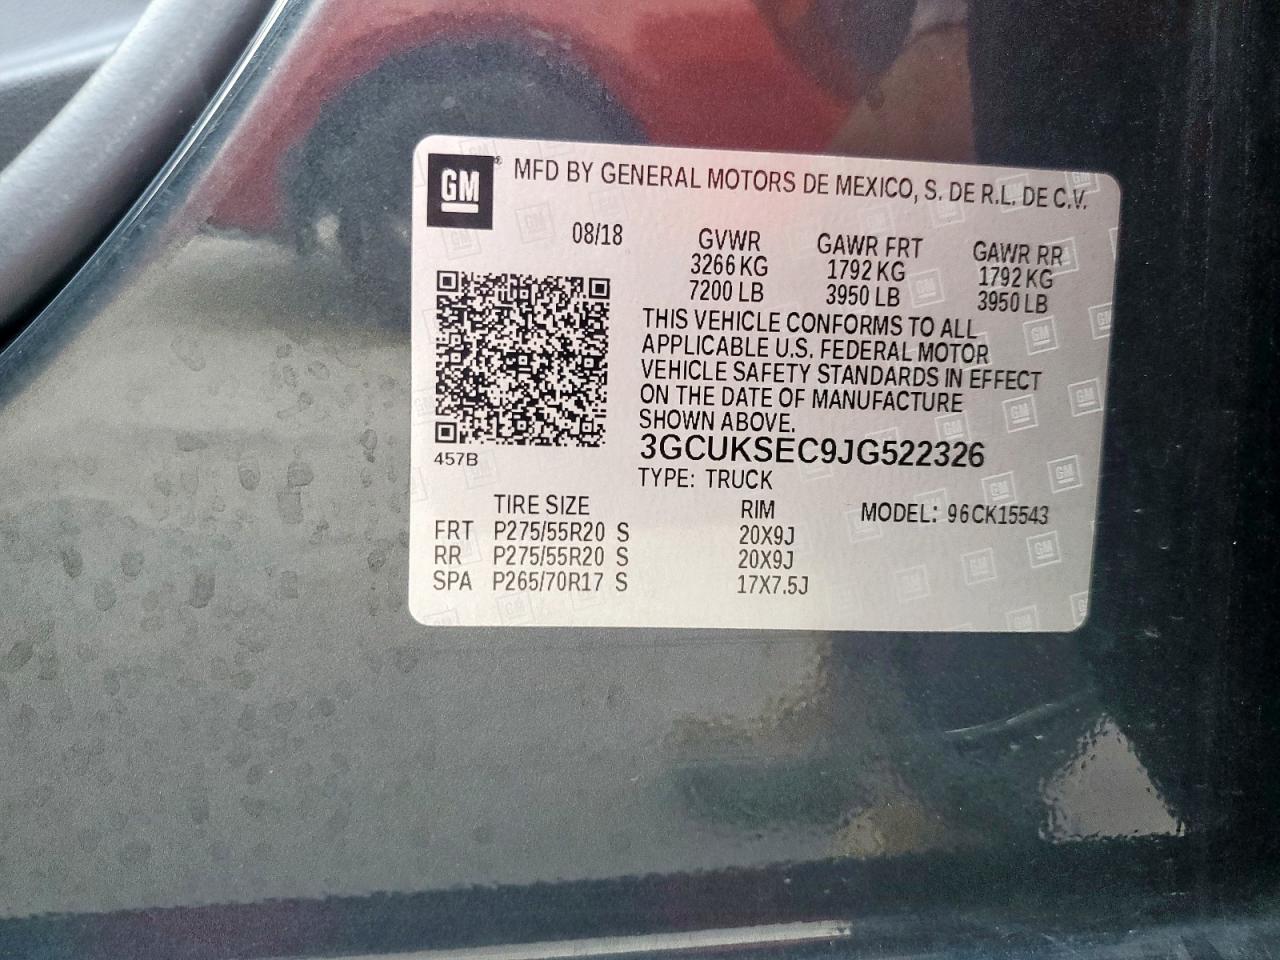 GM® MFD BY GENERAL MOTORS DE MEXICO, S. DE R.L. DE C.V.
08/18 GVWR GAWR FRT GAWR RR
3266 KG 1792 KG 1792 KG
7200 LB 3950 LB 3950 LB
THIS VEHICLE CONFORMS TO ALL
APPLICABLE U.S. FEDERAL MOTOR
VEHICLE SAFETY STANDARDS IN EFFECT
ON THE DATE OF MANUFACTURE
SHOWN ABOVE.
3GCUKSEC9JG522326
457B
TYPE: TRUCK
TIRE SIZE RIM MODEL: 96CK15543
FRT P275/55R20 S 20X9J
RR P275/55R20 S 20X9J
SPA P265/70R17 S 17X7.5J